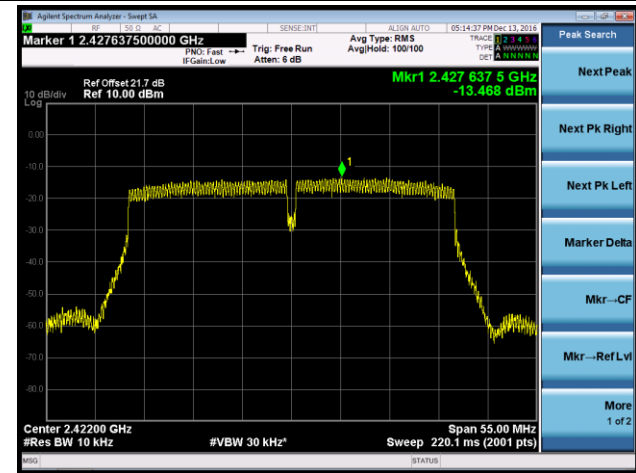 Agilent Spectrum Analyzer - Swept SA
RF 50 Ω AC SENSE:INT ALIGN AUTO 05:14:37 PM Dec 13, 2016
Marker 1 2.427637500000 GHz
PNO: Fast
IFGain:Low
Trig: Free Run
Atten: 6 dB
Avg Type: RMS
Avg|Hold: 100/100
TRACE 1 2 3 4 5 6
TYPE A WWWWW
DET A N N N N N
Peak Search
Ref Offset 21.7 dB
10 dB/div Ref 10.00 dBm
Log
Mkr1 2.427 637 5 GHz
-13.468 dBm
Next Peak
Next Pk Right
Next Pk Left
Marker Delta
Mkr→CF
Mkr→Ref Lvl
More
1 of 2
0.00
-10.0
-20.0
-30.0
-40.0
-50.0
-60.0
-70.0
-80.0
1
Center 2.42200 GHz Span 55.00 MHz
#Res BW 10 kHz #VBW 30 kHz* Sweep 220.1 ms (2001 pts)
MSG STATUS